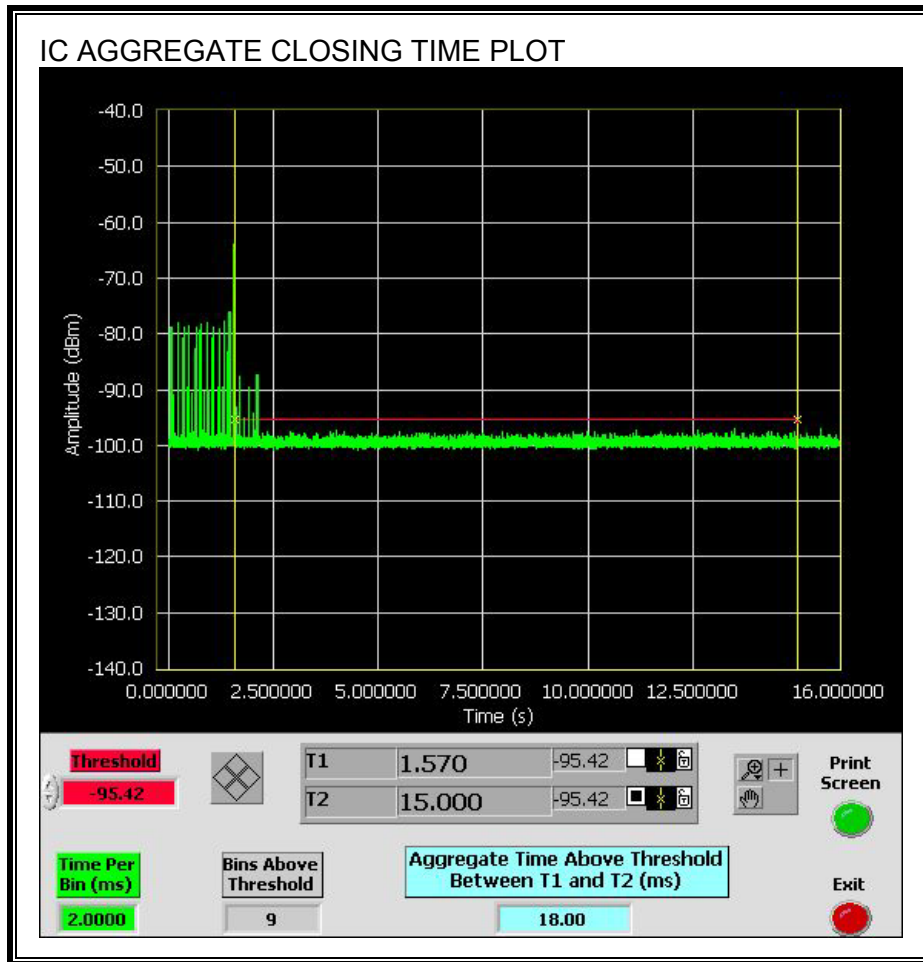 IC AGGREGATE CLOSING TIME PLOT
-40.0
-50.0
-60.0
-70.0
-80.0
-90.0
-100.0
-110.0
-120.0
-130.0
-140.0
Amplitude (dBm)
0.000000 2.500000 5.000000 7.500000 10.000000 12.500000 16.000000
Time (s)
Threshold
-95.42
T1 1.570 -95.42
T2 15.000 -95.42
Print
Screen
Time Per
Bin (ms)
2.0000
Bins Above
Threshold
9
Aggregate Time Above Threshold
Between T1 and T2 (ms)
18.00
Exit